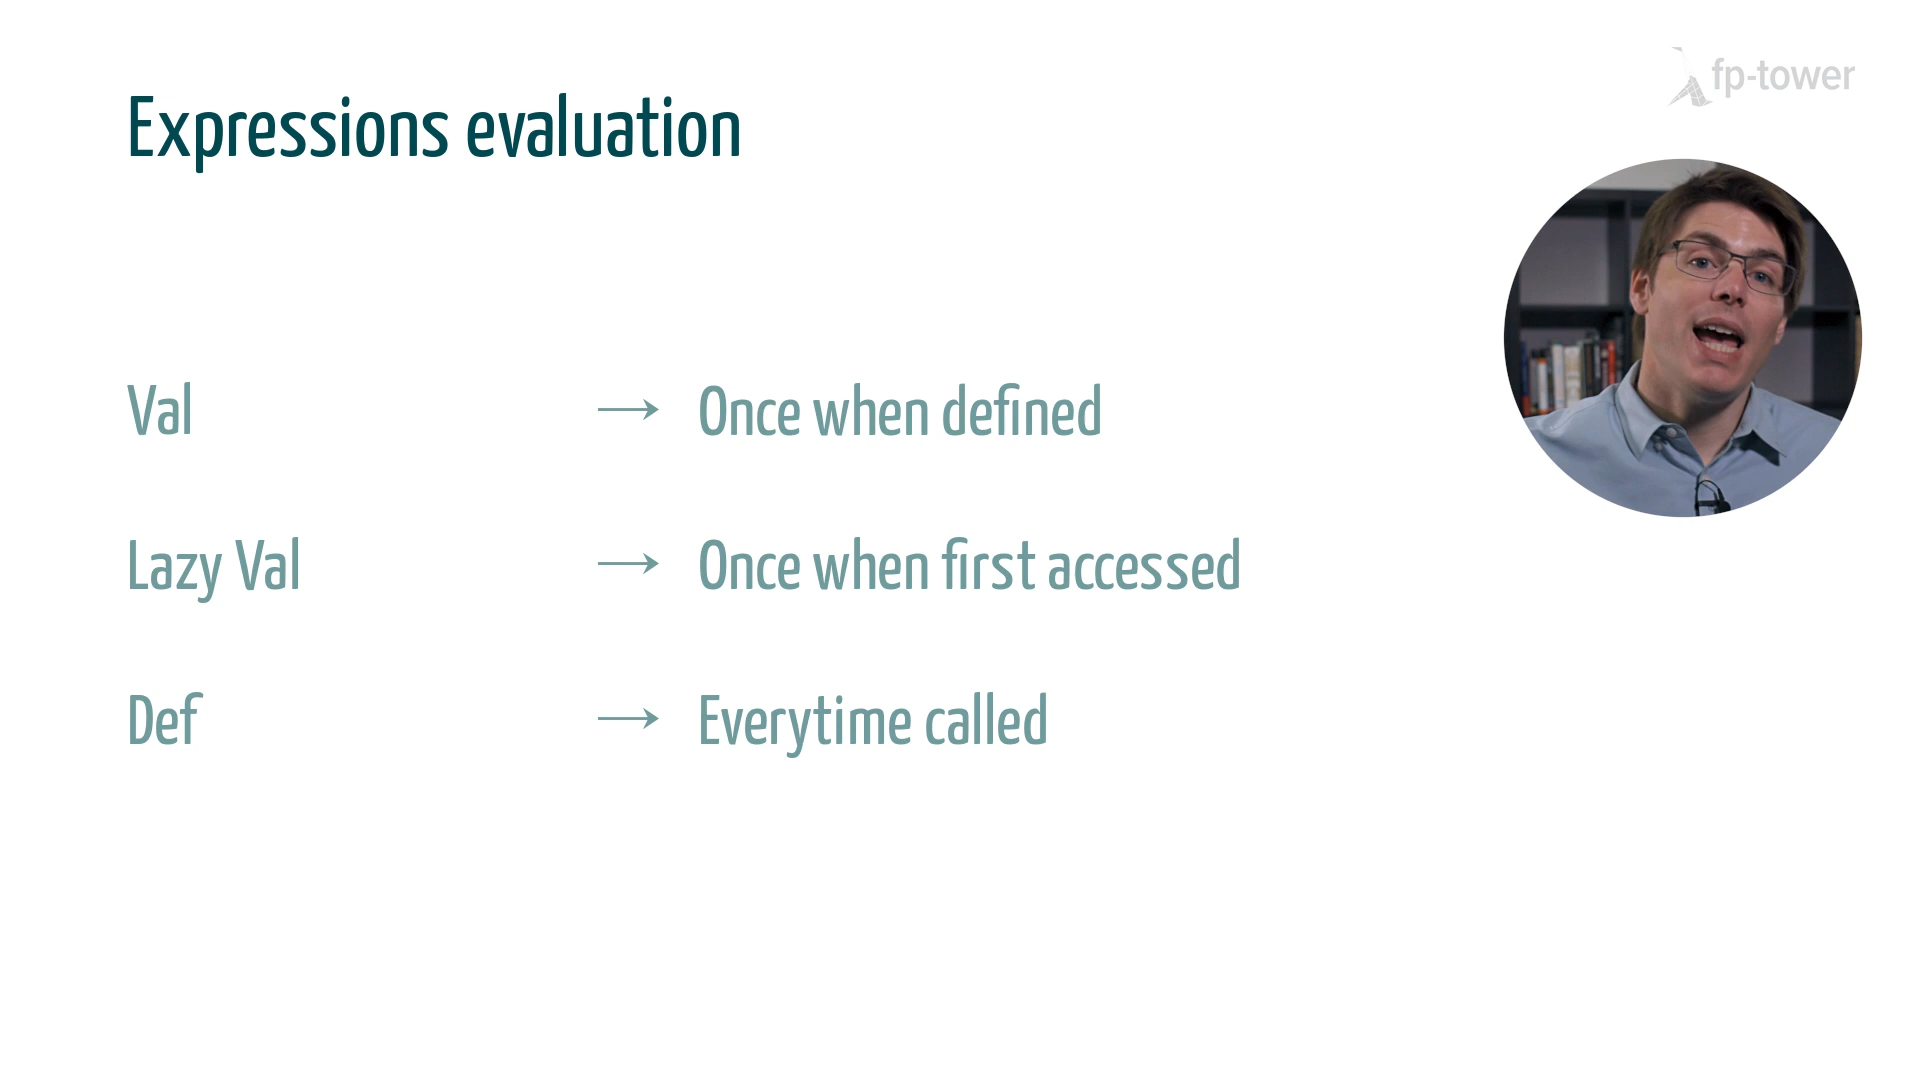 fp-tower
Expressions evaluation
Val → Once when defined
Lazy Val → Once when first accessed
Def → Everytime called